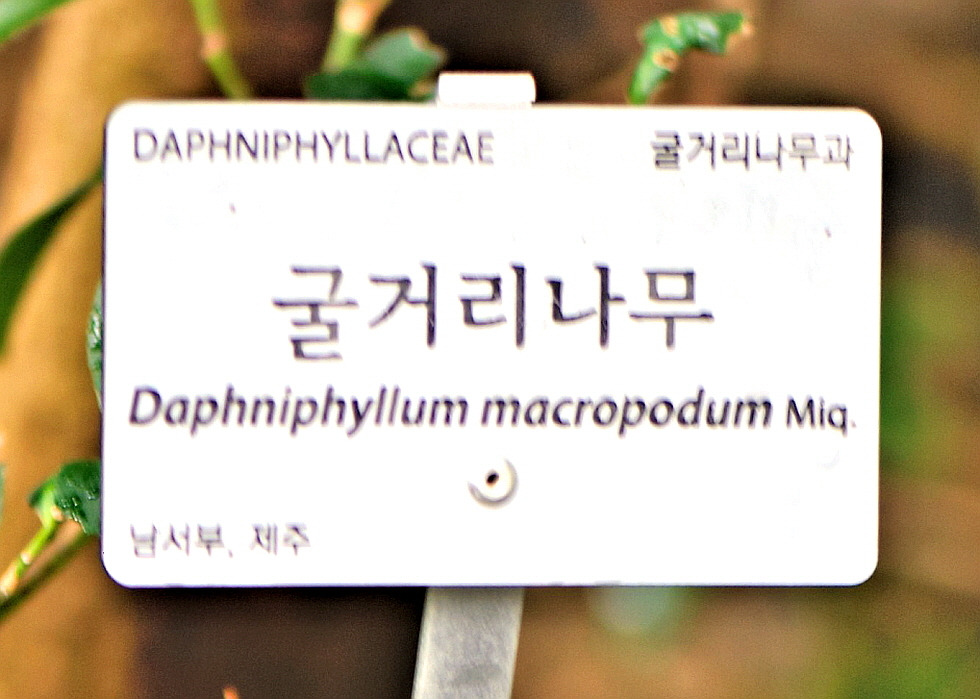 DAPHNIPHYLLACEAE 굴거리나무과
굴거리나무
Daphniphyllum macropodum Miq.
남서부, 제주